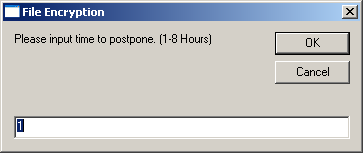 File Encryption
Please input time to postpone. (1-8 Hours)
OK
Cancel
1